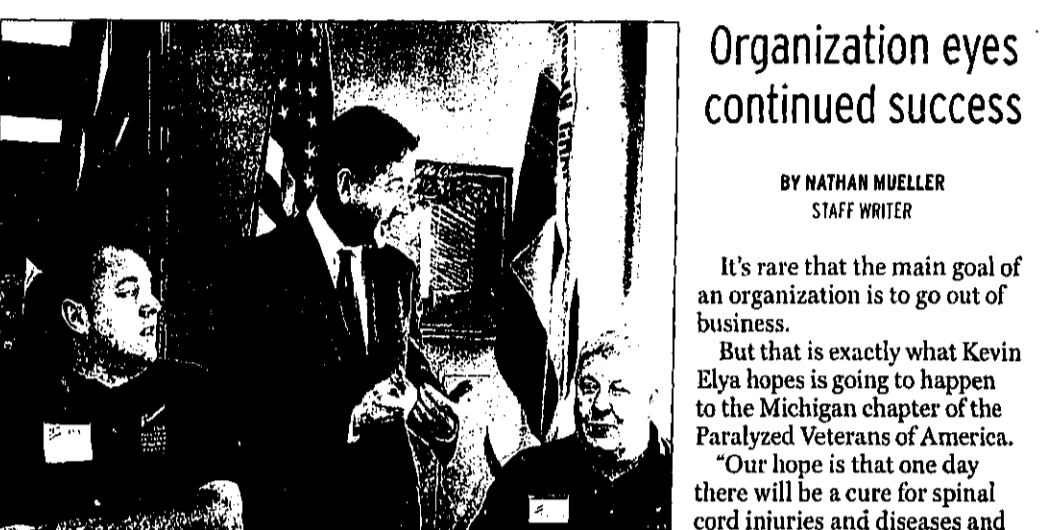 Organization eyes
continued success
BY NATHAN MUELLER
STAFF WRITER
It's rare that the main goal of
an organization is to go out of
business.
But that is exactly what Kevin
Elya hopes is going to happen
to the Michigan chapter of the
Paralyzed Veterans of America.
"Our hope is that one day
there will be a cure for spinal
cord injuries and diseases and